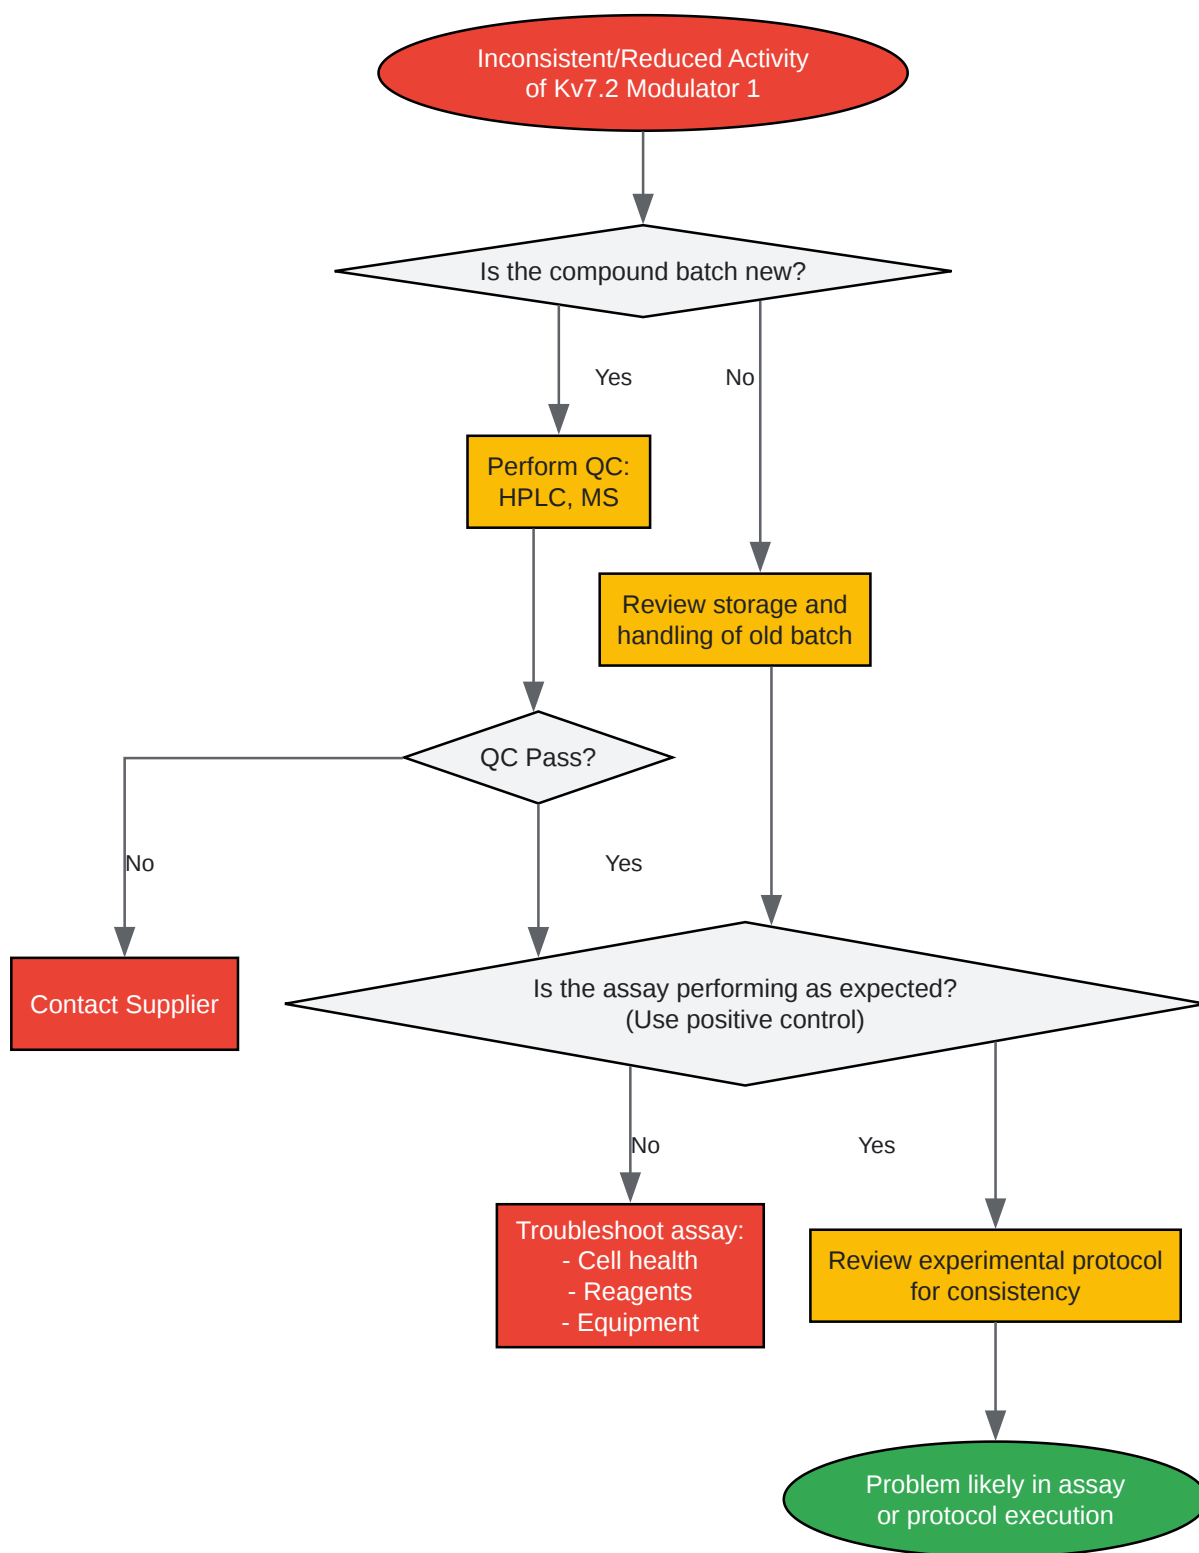 Inconsistent/Reduced Activity
of Kv7.2 Modulator 1
Is the compound batch new?
Yes
No
Perform QC:
HPLC, MS
Review storage and
handling of old batch
QC Pass?
No
Yes
Contact Supplier
Is the assay performing as expected?
(Use positive control)
No
Yes
Troubleshoot assay:
- Cell health
- Reagents
- Equipment
Review experimental protocol
for consistency
Problem likely in assay
or protocol execution